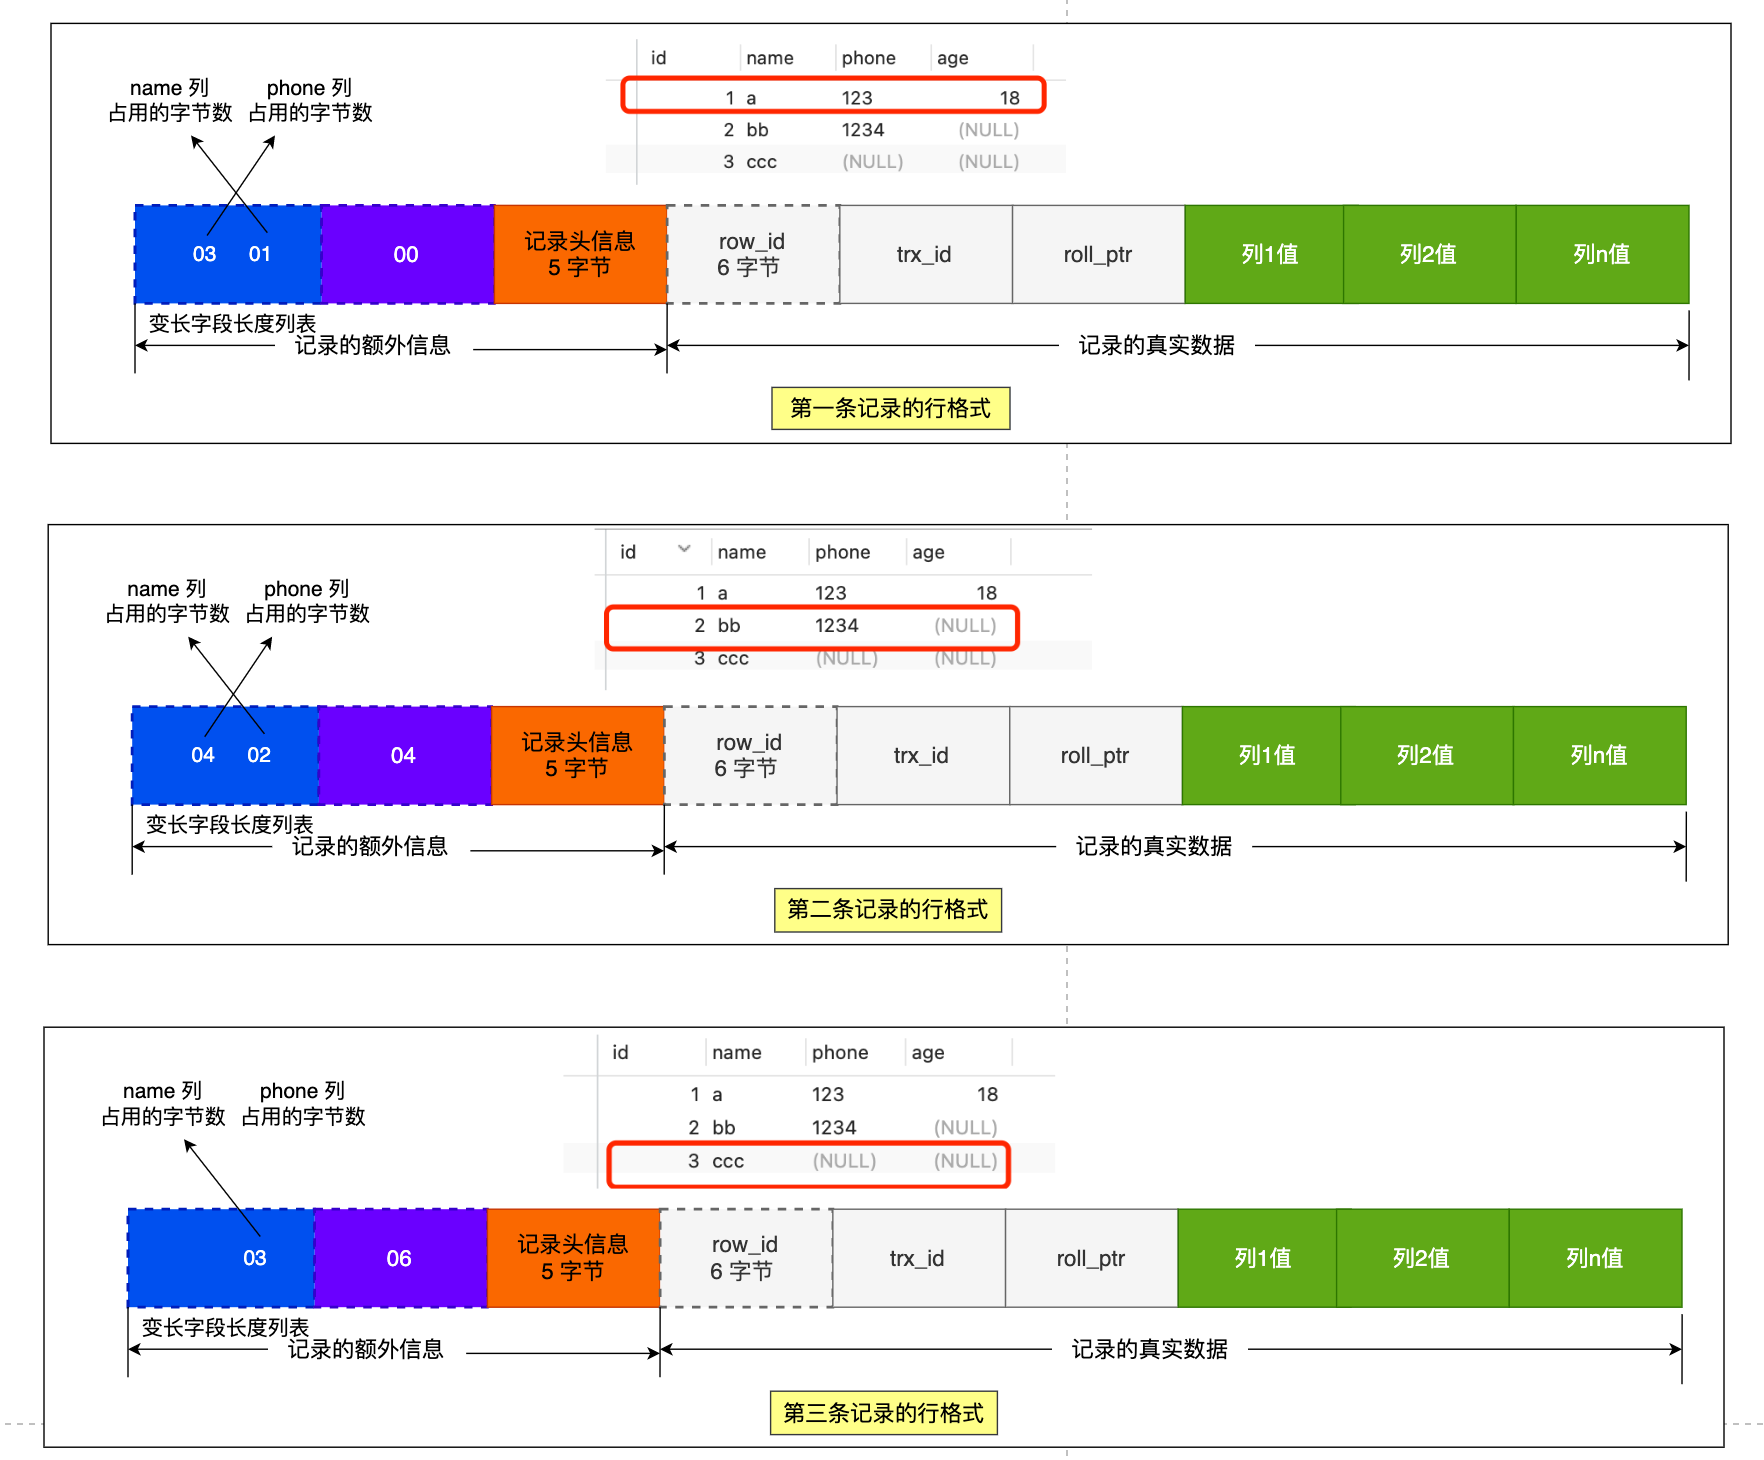 id name phone age
1 a 123 18
2 bb 1234 (NULL)
3 ccc (NULL) (NULL)
name 列
占用的字节数
phone 列
占用的字节数
03 01
00
记录头信息
5 字节
row_id
6 字节
trx_id
roll_ptr
列1值
列2值
列n值
变长字段长度列表
记录的额外信息
记录的真实数据
第一条记录的行格式
id name phone age
1 a 123 18
2 bb 1234 (NULL)
3 ccc (NULL) (NULL)
name 列
占用的字节数
phone 列
占用的字节数
04 02
04
记录头信息
5 字节
row_id
6 字节
trx_id
roll_ptr
列1值
列2值
列n值
变长字段长度列表
记录的额外信息
记录的真实数据
第二条记录的行格式
id name phone age
1 a 123 18
2 bb 1234 (NULL)
3 ccc (NULL) (NULL)
name 列
占用的字节数
phone 列
占用的字节数
03
06
记录头信息
5 字节
row_id
6 字节
trx_id
roll_ptr
列1值
列2值
列n值
变长字段长度列表
记录的额外信息
记录的真实数据
第三条记录的行格式